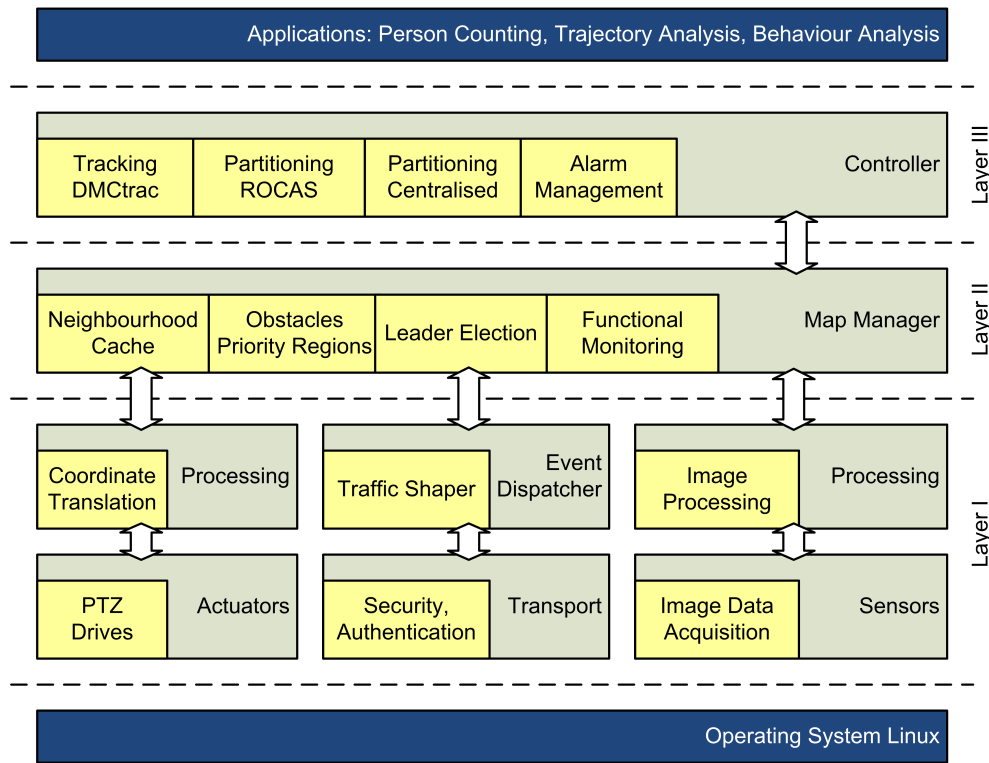 Applications: Person Counting, Trajectory Analysis, Behaviour Analysis
Tracking
DMCtrac
Partitioning
ROCAS
Partitioning
Centralised
Alarm
Management
Controller
Layer III
Neighbourhood
Cache
Obstacles
Priority Regions
Leader Election
Functional
Monitoring
Map Manager
Layer II
Coordinate
Translation
Processing
Traffic Shaper
Event
Dispatcher
Image
Processing
Processing
Layer I
PTZ
Drives
Actuators
Security,
Authentication
Transport
Image Data
Acquisition
Sensors
Operating System Linux